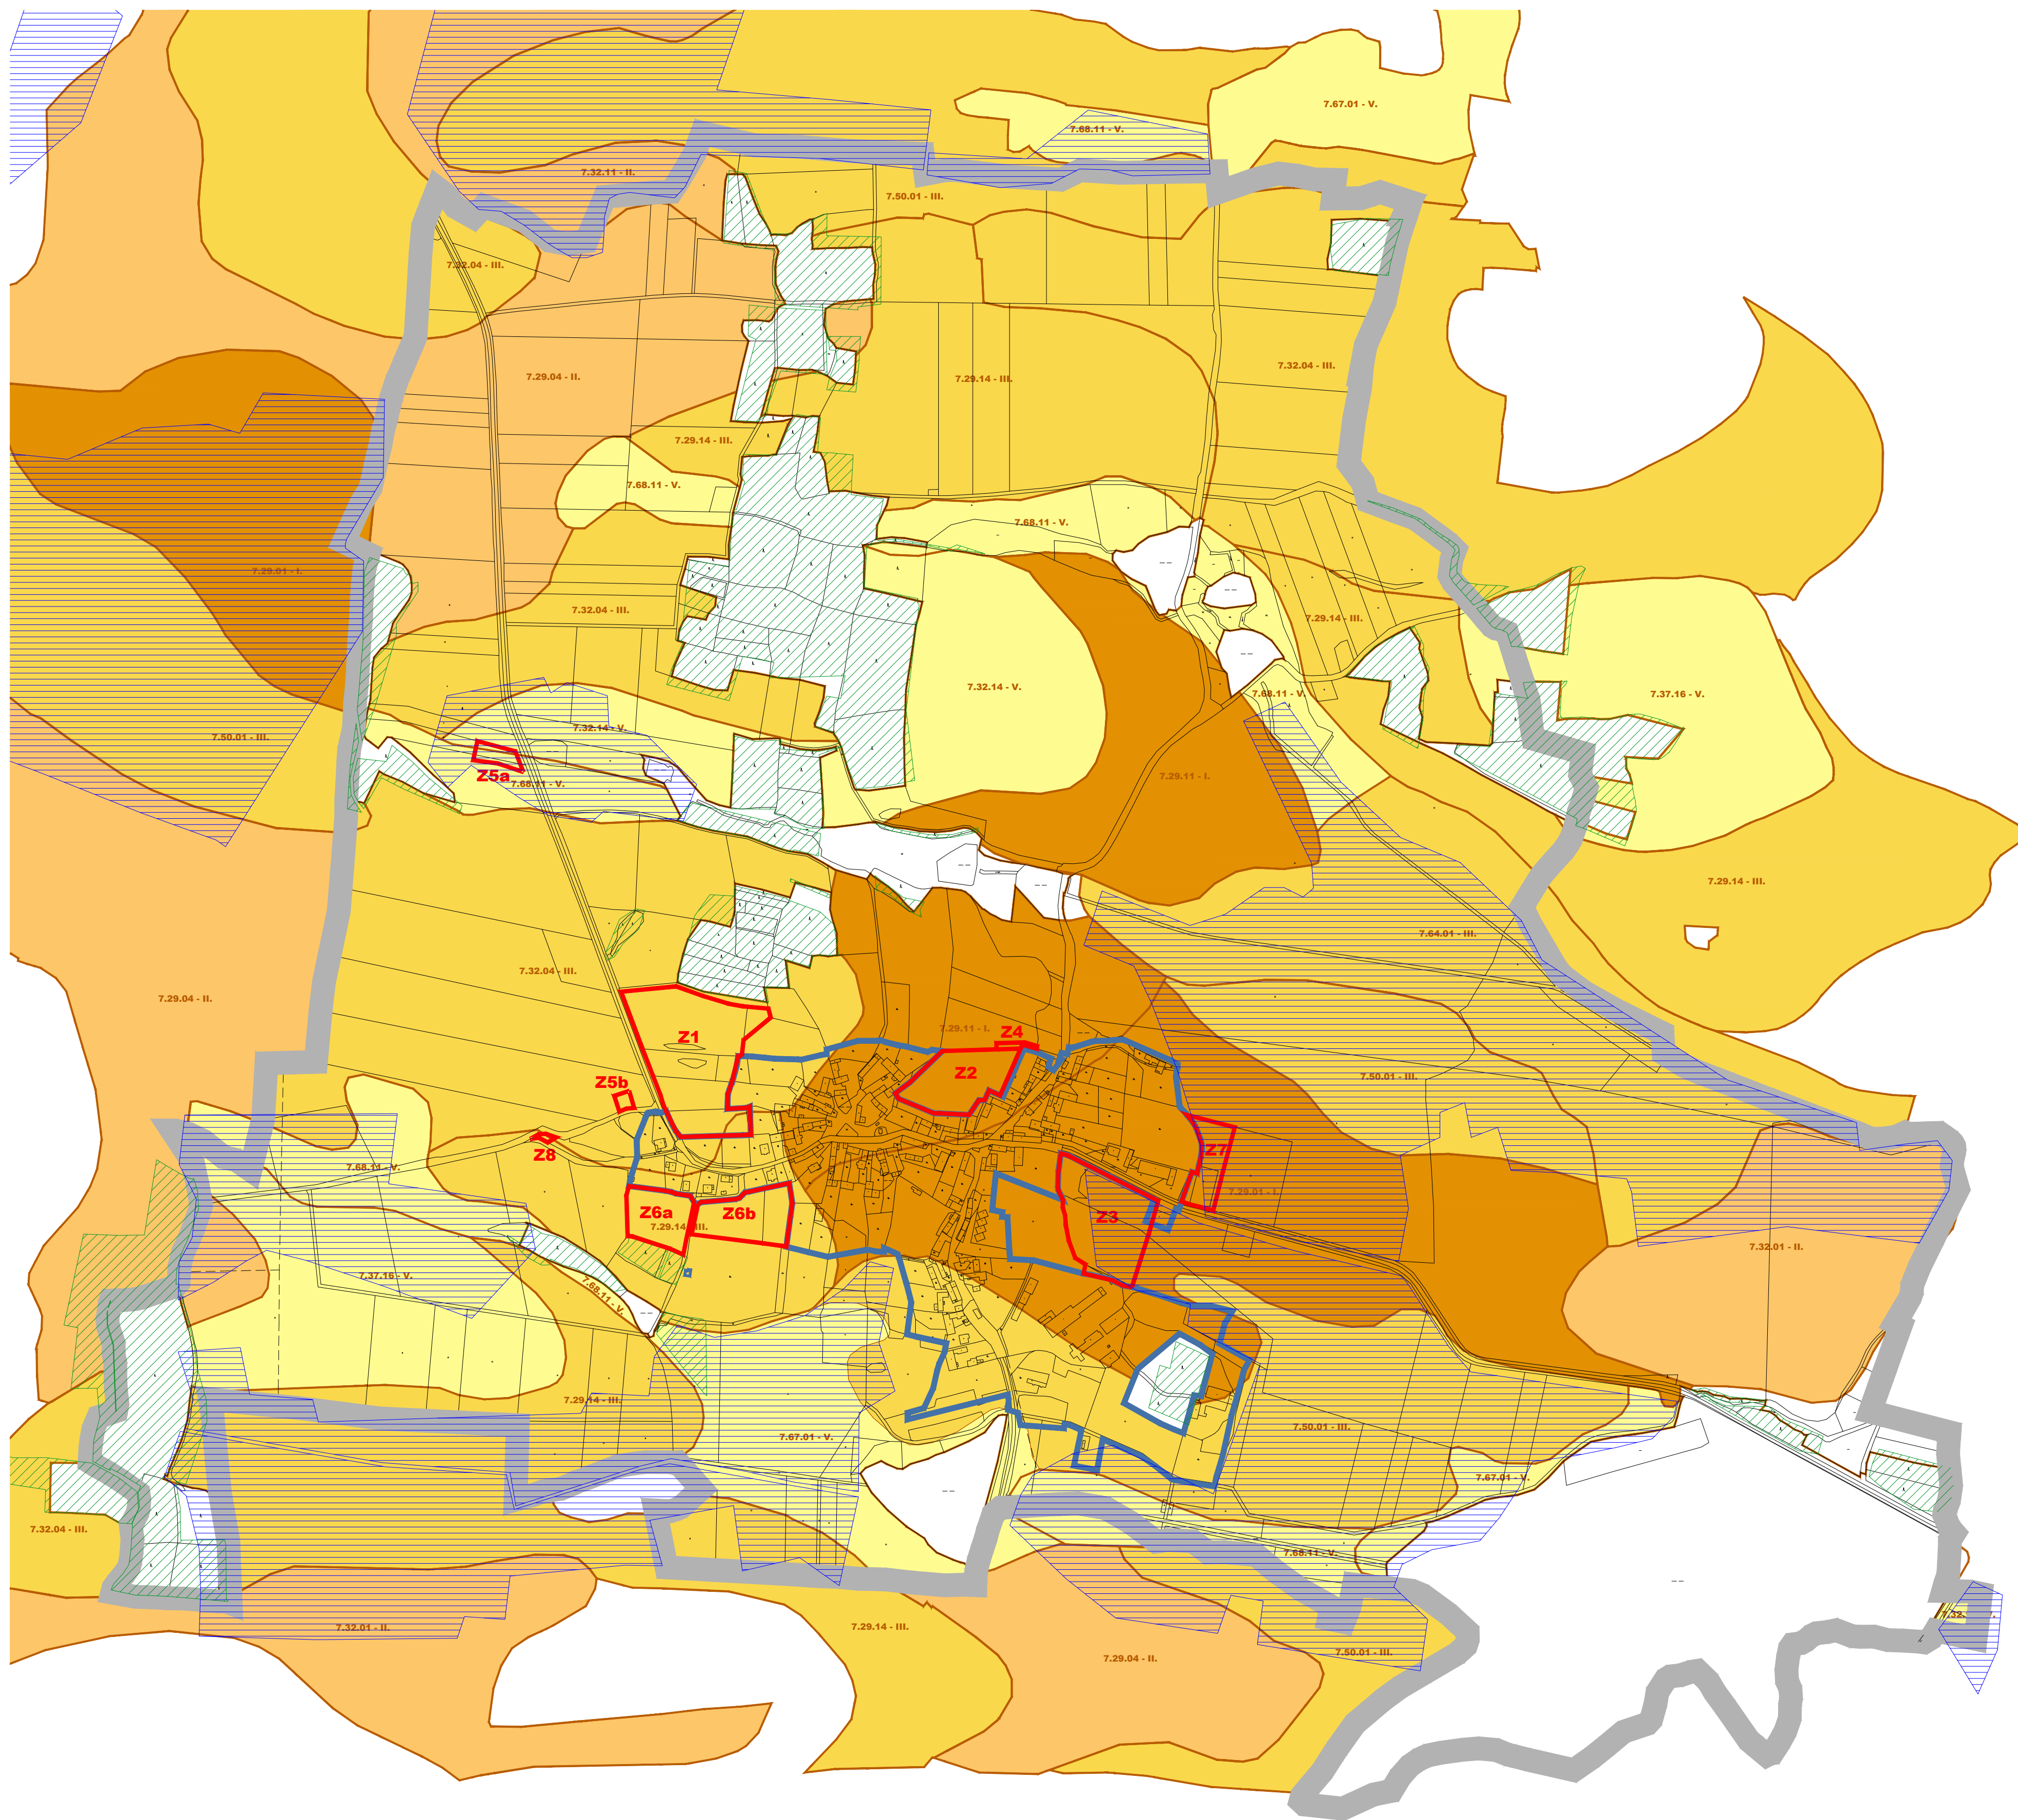 7.67.01 - V.
7.68.11 - V.
7.32.11 - II.
7.50.01 - III.
7.32.04 - III.
7.29.04 - II.
7.29.14 - III.
7.32.04 - III.
7.29.14 - III.
7.68.11 - V.
7.68.11 - V.
7.29.01 - I.
7.32.04 - III.
7.29.14 - III.
7.32.14 - V.
7.68.11 - V.
7.37.16 - V.
7.32.14 - V.
7.50.01 - III.
Z5a
7.68.11 - V.
7.29.11 - I.
7.29.14 - III.
7.64.01 - III.
7.32.04 - III.
7.29.04 - II.
7.29.11 - I.
Z1
Z4
Z2
7.50.01 - III.
Z5b
Z8
7.68.11 - V.
Z7
7.29.01 - I.
Z6a
Z6b
Z3
7.29.14 - III.
7.32.01 - II.
7.37.16 - V.
7.68.11 - V.
7.29.14 - III.
7.50.01 - III.
7.67.01 - V.
7.67.01 - V.
7.32.04 - III.
7.68.11 - V.
7.32.01 - II.
7.29.14 - III.
7.50.01 - III.
7.29.04 - II.